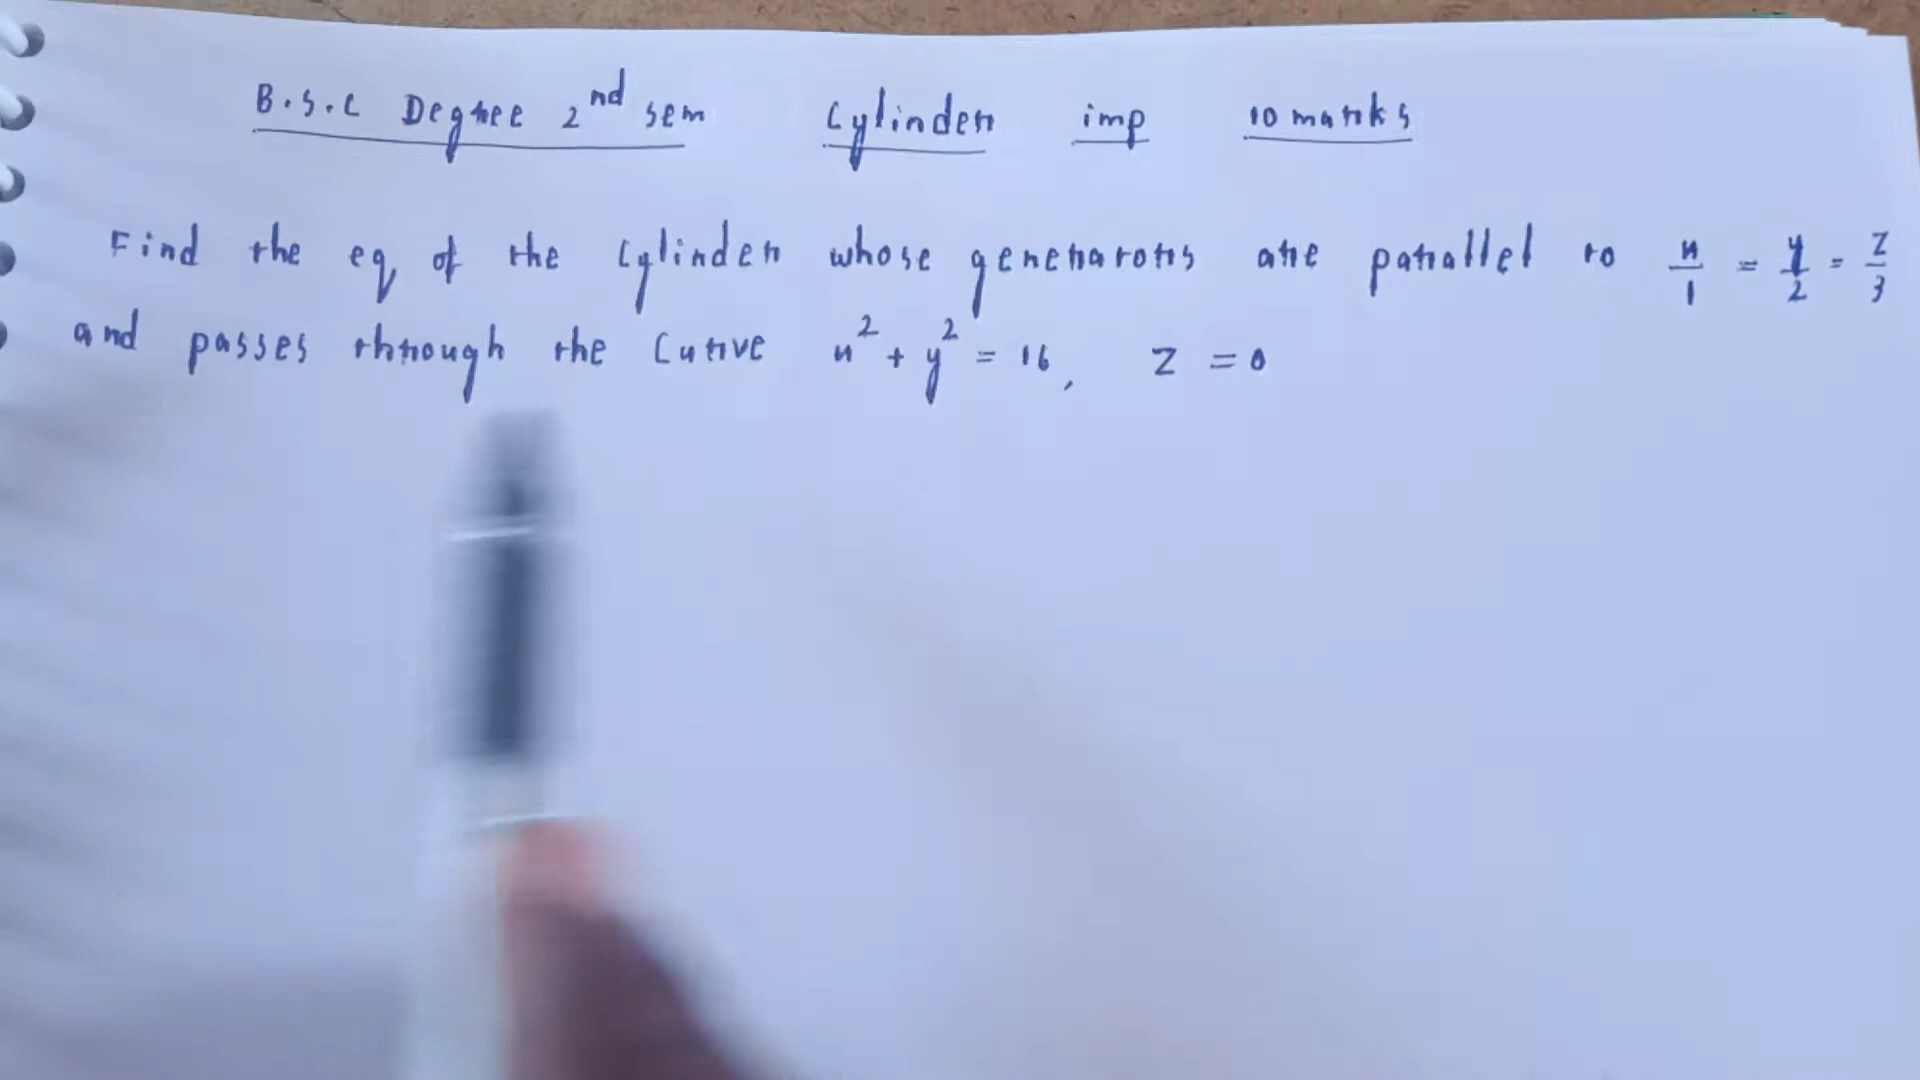 B.S.C Degree 2nd sem Cylinder imp 10 marks
Find the eq of the cylinder whose generators are parallel to x/1 = y/2 = z/3
and passes through the curve x² + y² = 16, z = 0